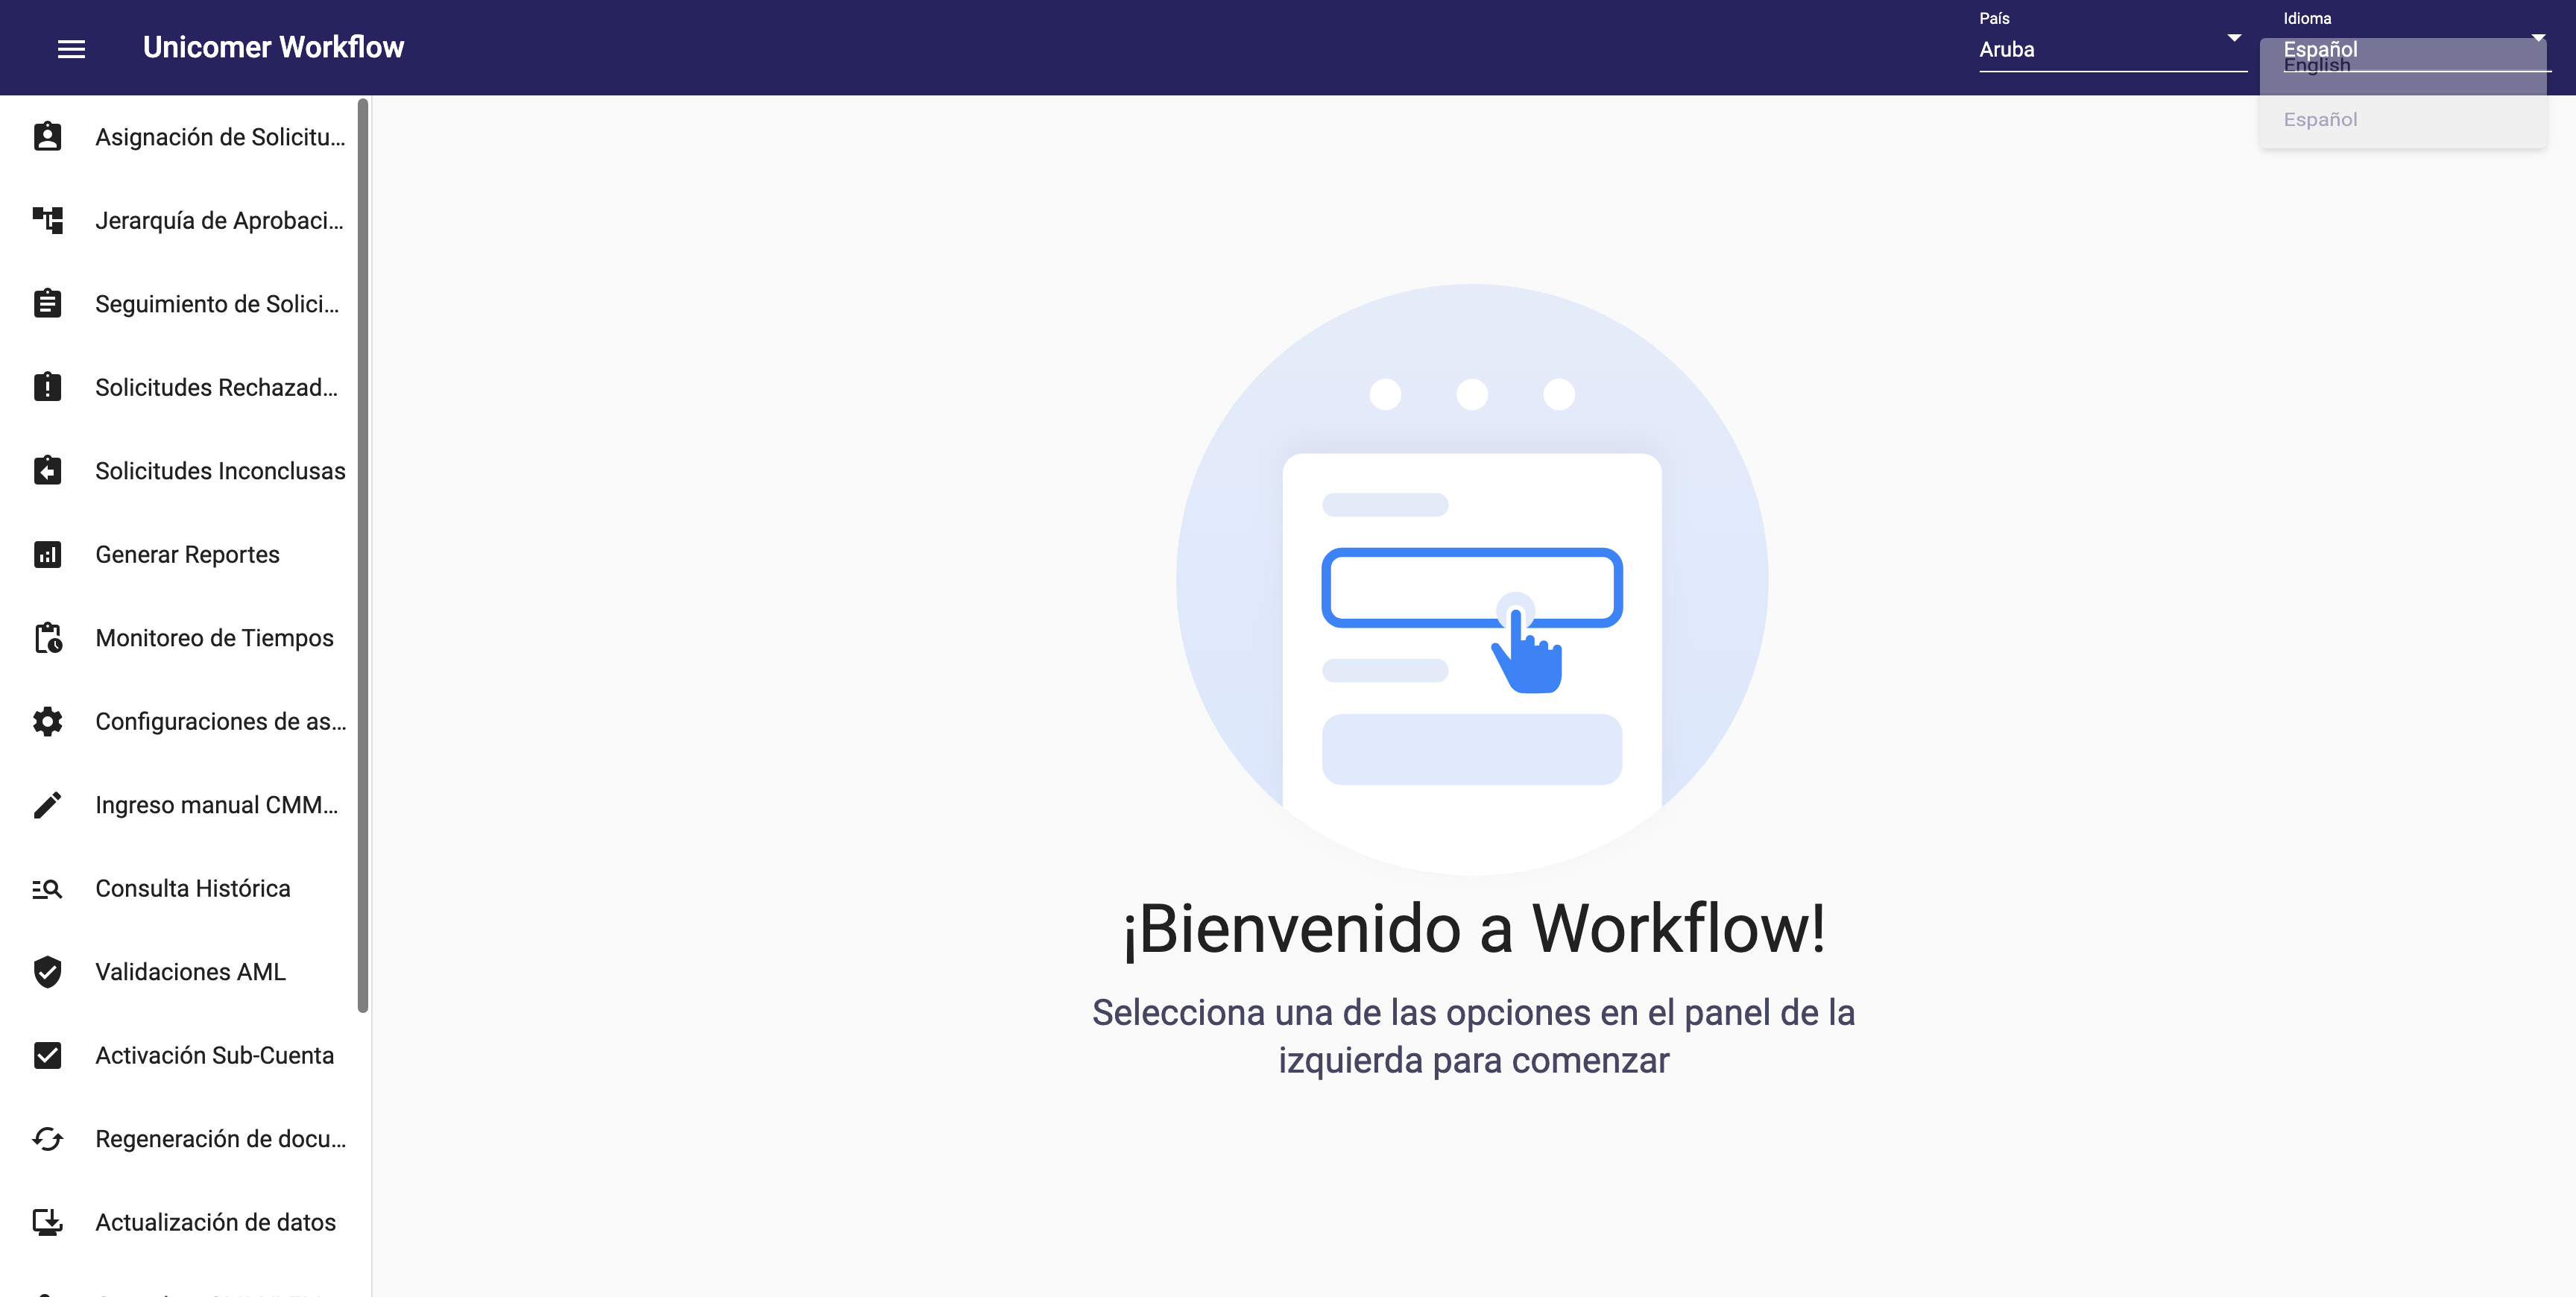 Unicomer Workflow
País
Aruba
Idioma
Español
English
Español
Asignación de Solicitu...
Jerarquía de Aprobaci...
Seguimiento de Solici...
Solicitudes Rechazad...
Solicitudes Inconclusas
Generar Reportes
Monitoreo de Tiempos
Configuraciones de as...
Ingreso manual CMM...
Consulta Histórica
Validaciones AML
Activación Sub-Cuenta
Regeneración de docu...
Actualización de datos
¡Bienvenido a Workflow!
Selecciona una de las opciones en el panel de la
izquierda para comenzar